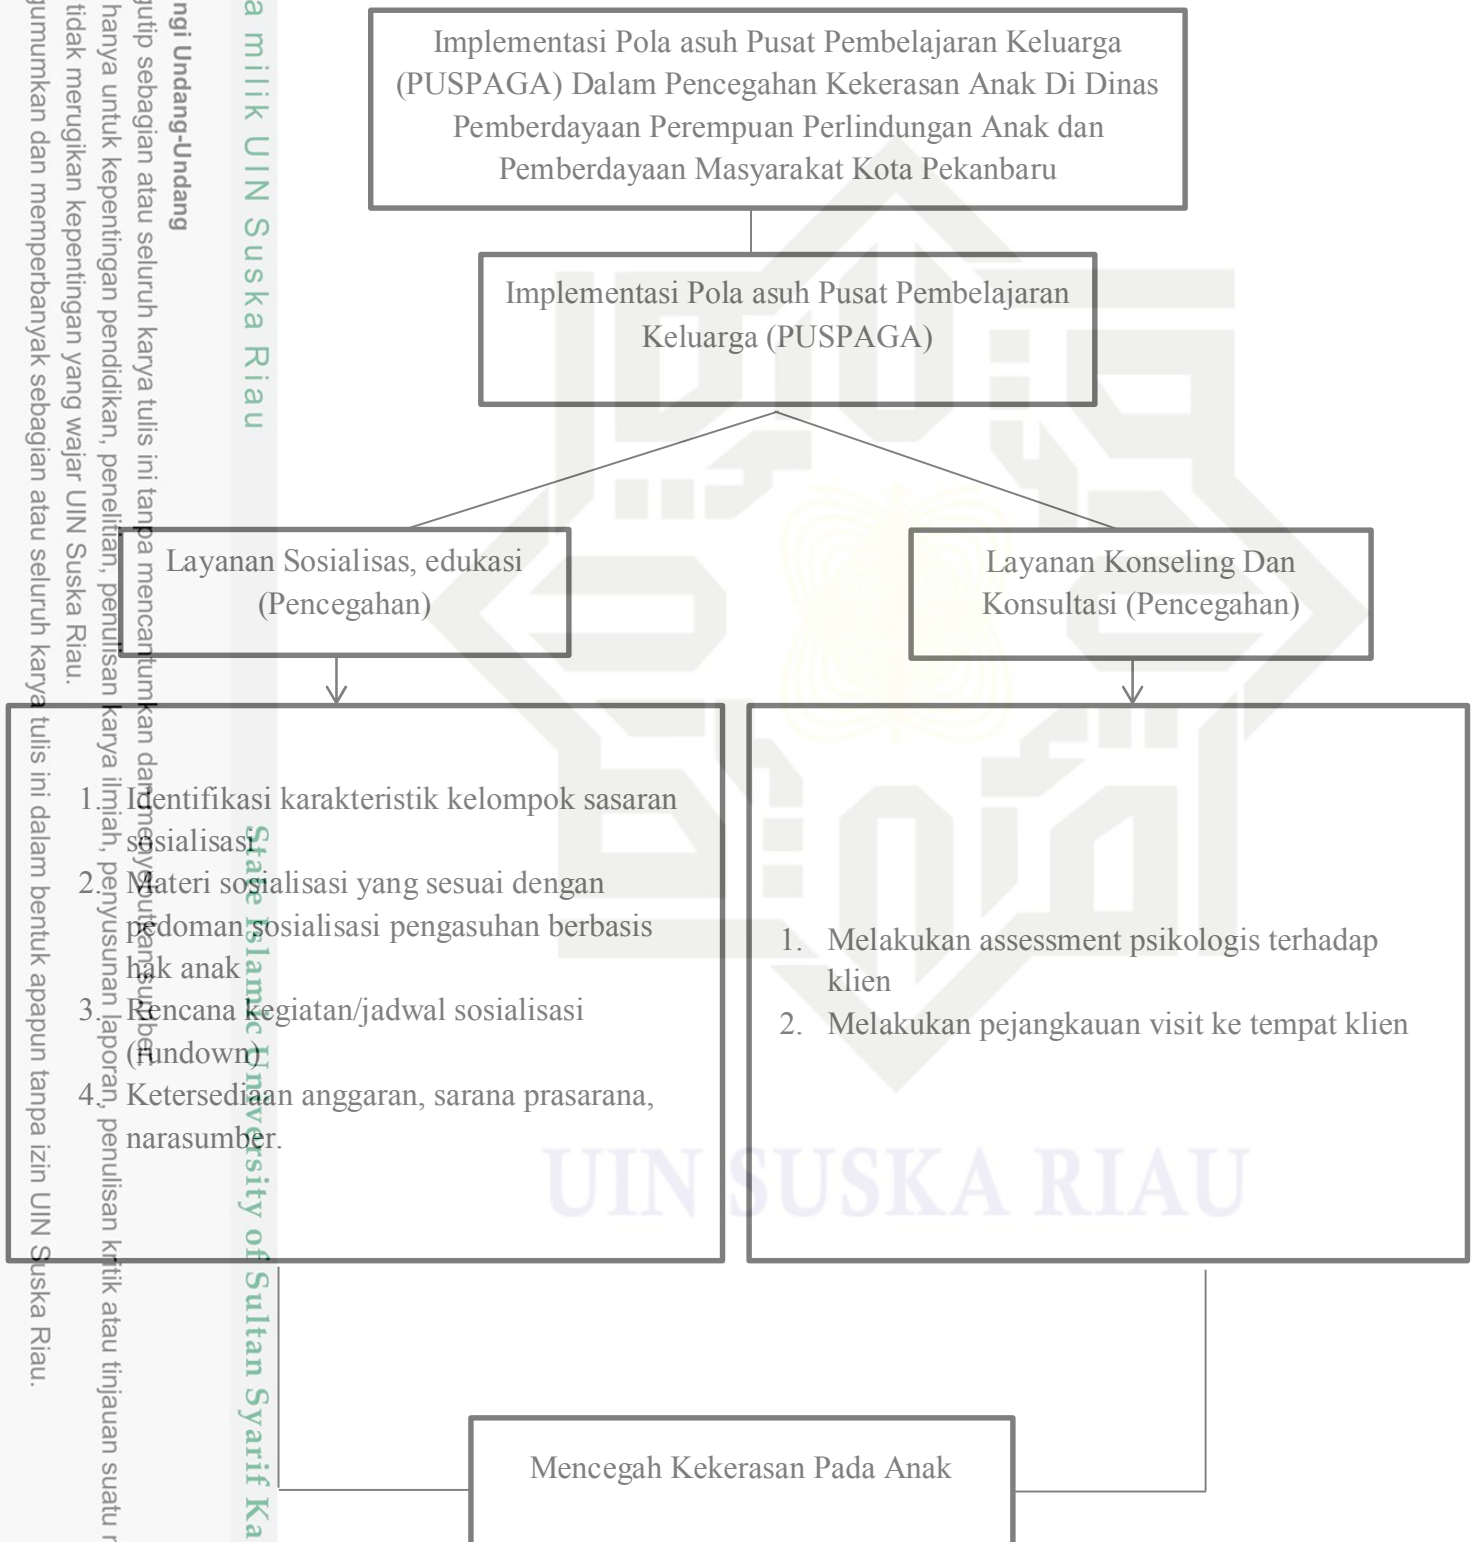 Implementasi Pola asuh Pusat Pembelajaran Keluarga
(PUSPAGA) Dalam Pencegahan Kekerasan Anak Di Dinas
Pemberdayaan Perempuan Perlindungan Anak dan
Pemberdayaan Masyarakat Kota Pekanbaru
Implementasi Pola asuh Pusat Pembelajaran
Keluarga (PUSPAGA)
Layanan Sosialisas, edukasi
(Pencegahan)
Layanan Konseling Dan
Konsultasi (Pencegahan)
1. Identifikasi karakteristik kelompok sasaran
sosialisasi
2. Materi sosialisasi yang sesuai dengan
pedoman sosialisasi pengasuhan berbasis
hak anak
3. Rencana kegiatan/jadwal sosialisasi
(rundown)
4. Ketersediaan anggaran, sarana prasarana,
narasumber.
1. Melakukan assessment psikologis terhadap
klien
2. Melakukan pejangkauan visit ke tempat klien
Mencegah Kekerasan Pada Anak
UIN SUSKA RIAU
a milik UIN Suska Riau
State Islamic University of Sultan Syarif Ka
ngi Undang-Undang
gutip sebagian atau seluruh karya tulis ini tanpa mencantumkan dan menyebutkan sumber:
hanya untuk kepentingan pendidikan, penelitian, penulisan karya ilmiah, penyusunan laporan, penulisan kritik atau tinjauan suatu
tidak merugikan kepentingan yang wajar UIN Suska Riau.
gumumkan dan memperbanyak sebagian atau seluruh karya tulis ini dalam bentuk apapun tanpa izin UIN Suska Riau.